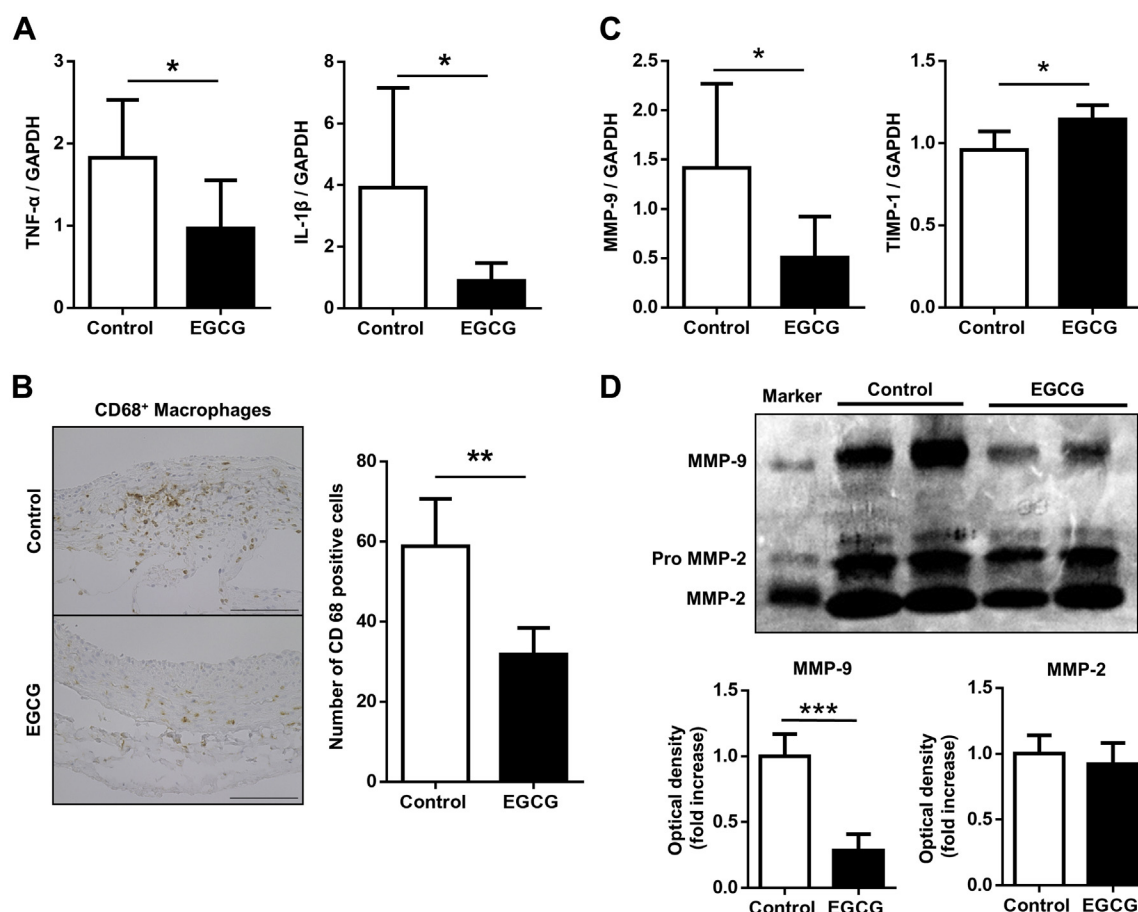 A
TNF-α / GAPDH
3
2
1
0
*
Control
EGCG
IL-1β / GAPDH
8
6
4
2
0
*
Control
EGCG
C
MMP-9 / GAPDH
2.5
2.0
1.5
1.0
0.5
0.0
*
Control
EGCG
TIMP-1 / GAPDH
1.5
1.0
0.5
0.0
*
Control
EGCG
B
CD68⁺ Macrophages
Control
EGCG
Number of CD 68 positive cells
80
60
40
20
0
**
Control
EGCG
D
Marker
Control
EGCG
MMP-9
Pro MMP-2
MMP-2
MMP-9
Optical density
(fold increase)
1.5
1.0
0.5
0.0
***
Control
EGCG
MMP-2
Optical density
(fold increase)
1.5
1.0
0.5
0.0
Control
EGCG